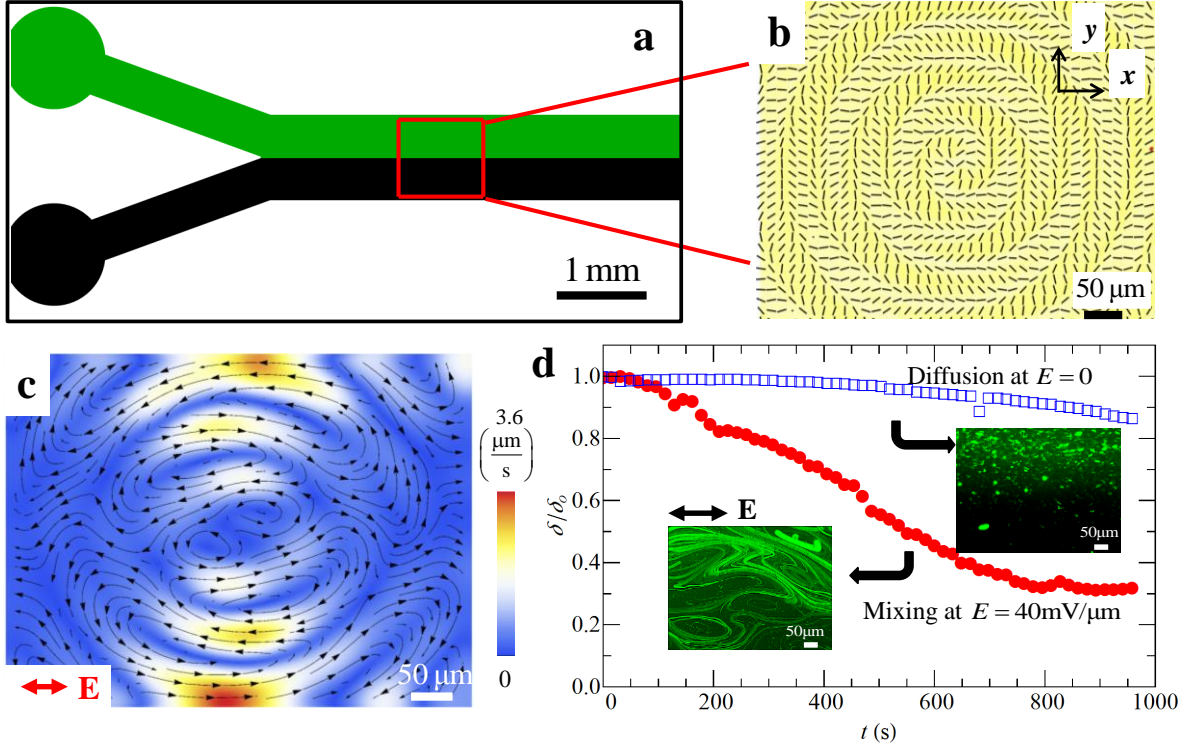 a
1 mm
b
y
x
50 μm
c
3.6
(μm/s)
0
50 μm
E
d
1.0
0.8
0.6
0.4
0.2
0.0
δ/δo
Diffusion at E = 0
50μm
E
50μm
Mixing at E = 40mV/μm
0
200
400
600
800
1000
t (s)